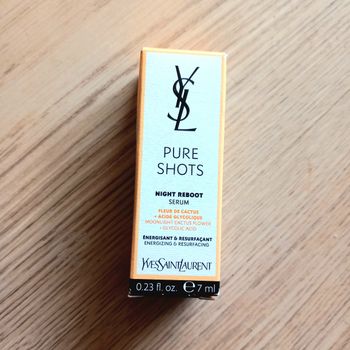 YSL
PURE
SHOTS
NIGHT REBOOT
SERUM
FLEUR DE CACTUS
+ ACIDE GLYCOLIQUE
MOONLIGHT CACTUS FLOWER
+ GLYCOLIC ACID
ÉNERGISANT & RESURFAÇANT
ENERGIZING & RESURFACING
YVESSAINTLAURENT
0.23 fl. oz. ℮ 7 ml